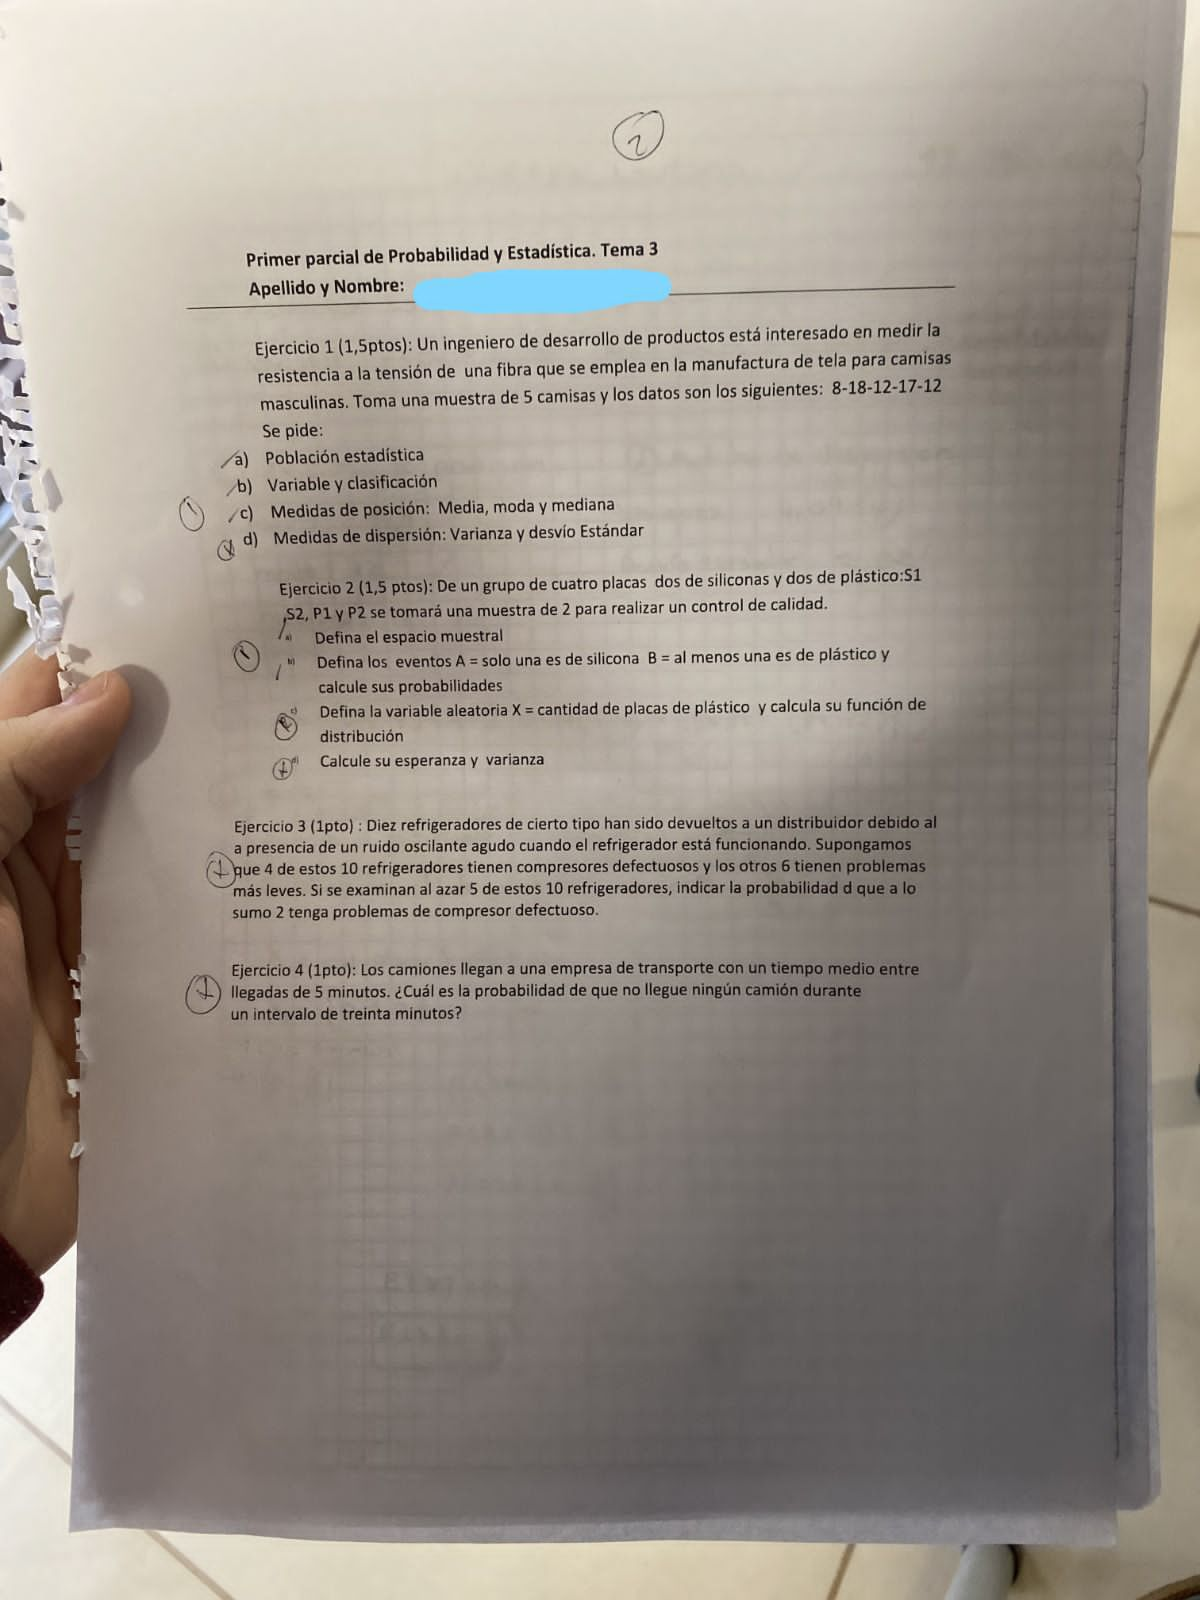 2
Primer parcial de Probabilidad y Estadística. Tema 3
Apellido y Nombre:
Ejercicio 1 (1,5ptos): Un ingeniero de desarrollo de productos está interesado en medir la
resistencia a la tensión de una fibra que se emplea en la manufactura de tela para camisas
masculinas. Toma una muestra de 5 camisas y los datos son los siguientes: 8-18-12-17-12
Se pide:
a) Población estadística
b) Variable y clasificación
c) Medidas de posición: Media, moda y mediana
d) Medidas de dispersión: Varianza y desvío Estándar
Ejercicio 2 (1,5 ptos): De un grupo de cuatro placas dos de siliconas y dos de plástico:S1
,S2, P1 y P2 se tomará una muestra de 2 para realizar un control de calidad.
a) Defina el espacio muestral
b) Defina los eventos A = solo una es de silicona B = al menos una es de plástico y
calcule sus probabilidades
c) Defina la variable aleatoria X = cantidad de placas de plástico y calcula su función de
distribución
d) Calcule su esperanza y varianza
Ejercicio 3 (1pto) : Diez refrigeradores de cierto tipo han sido devueltos a un distribuidor debido al
a presencia de un ruido oscilante agudo cuando el refrigerador está funcionando. Supongamos
que 4 de estos 10 refrigeradores tienen compresores defectuosos y los otros 6 tienen problemas
más leves. Si se examinan al azar 5 de estos 10 refrigeradores, indicar la probabilidad d que a lo
sumo 2 tenga problemas de compresor defectuoso.
Ejercicio 4 (1pto): Los camiones llegan a una empresa de transporte con un tiempo medio entre
llegadas de 5 minutos. ¿Cuál es la probabilidad de que no llegue ningún camión durante
un intervalo de treinta minutos?